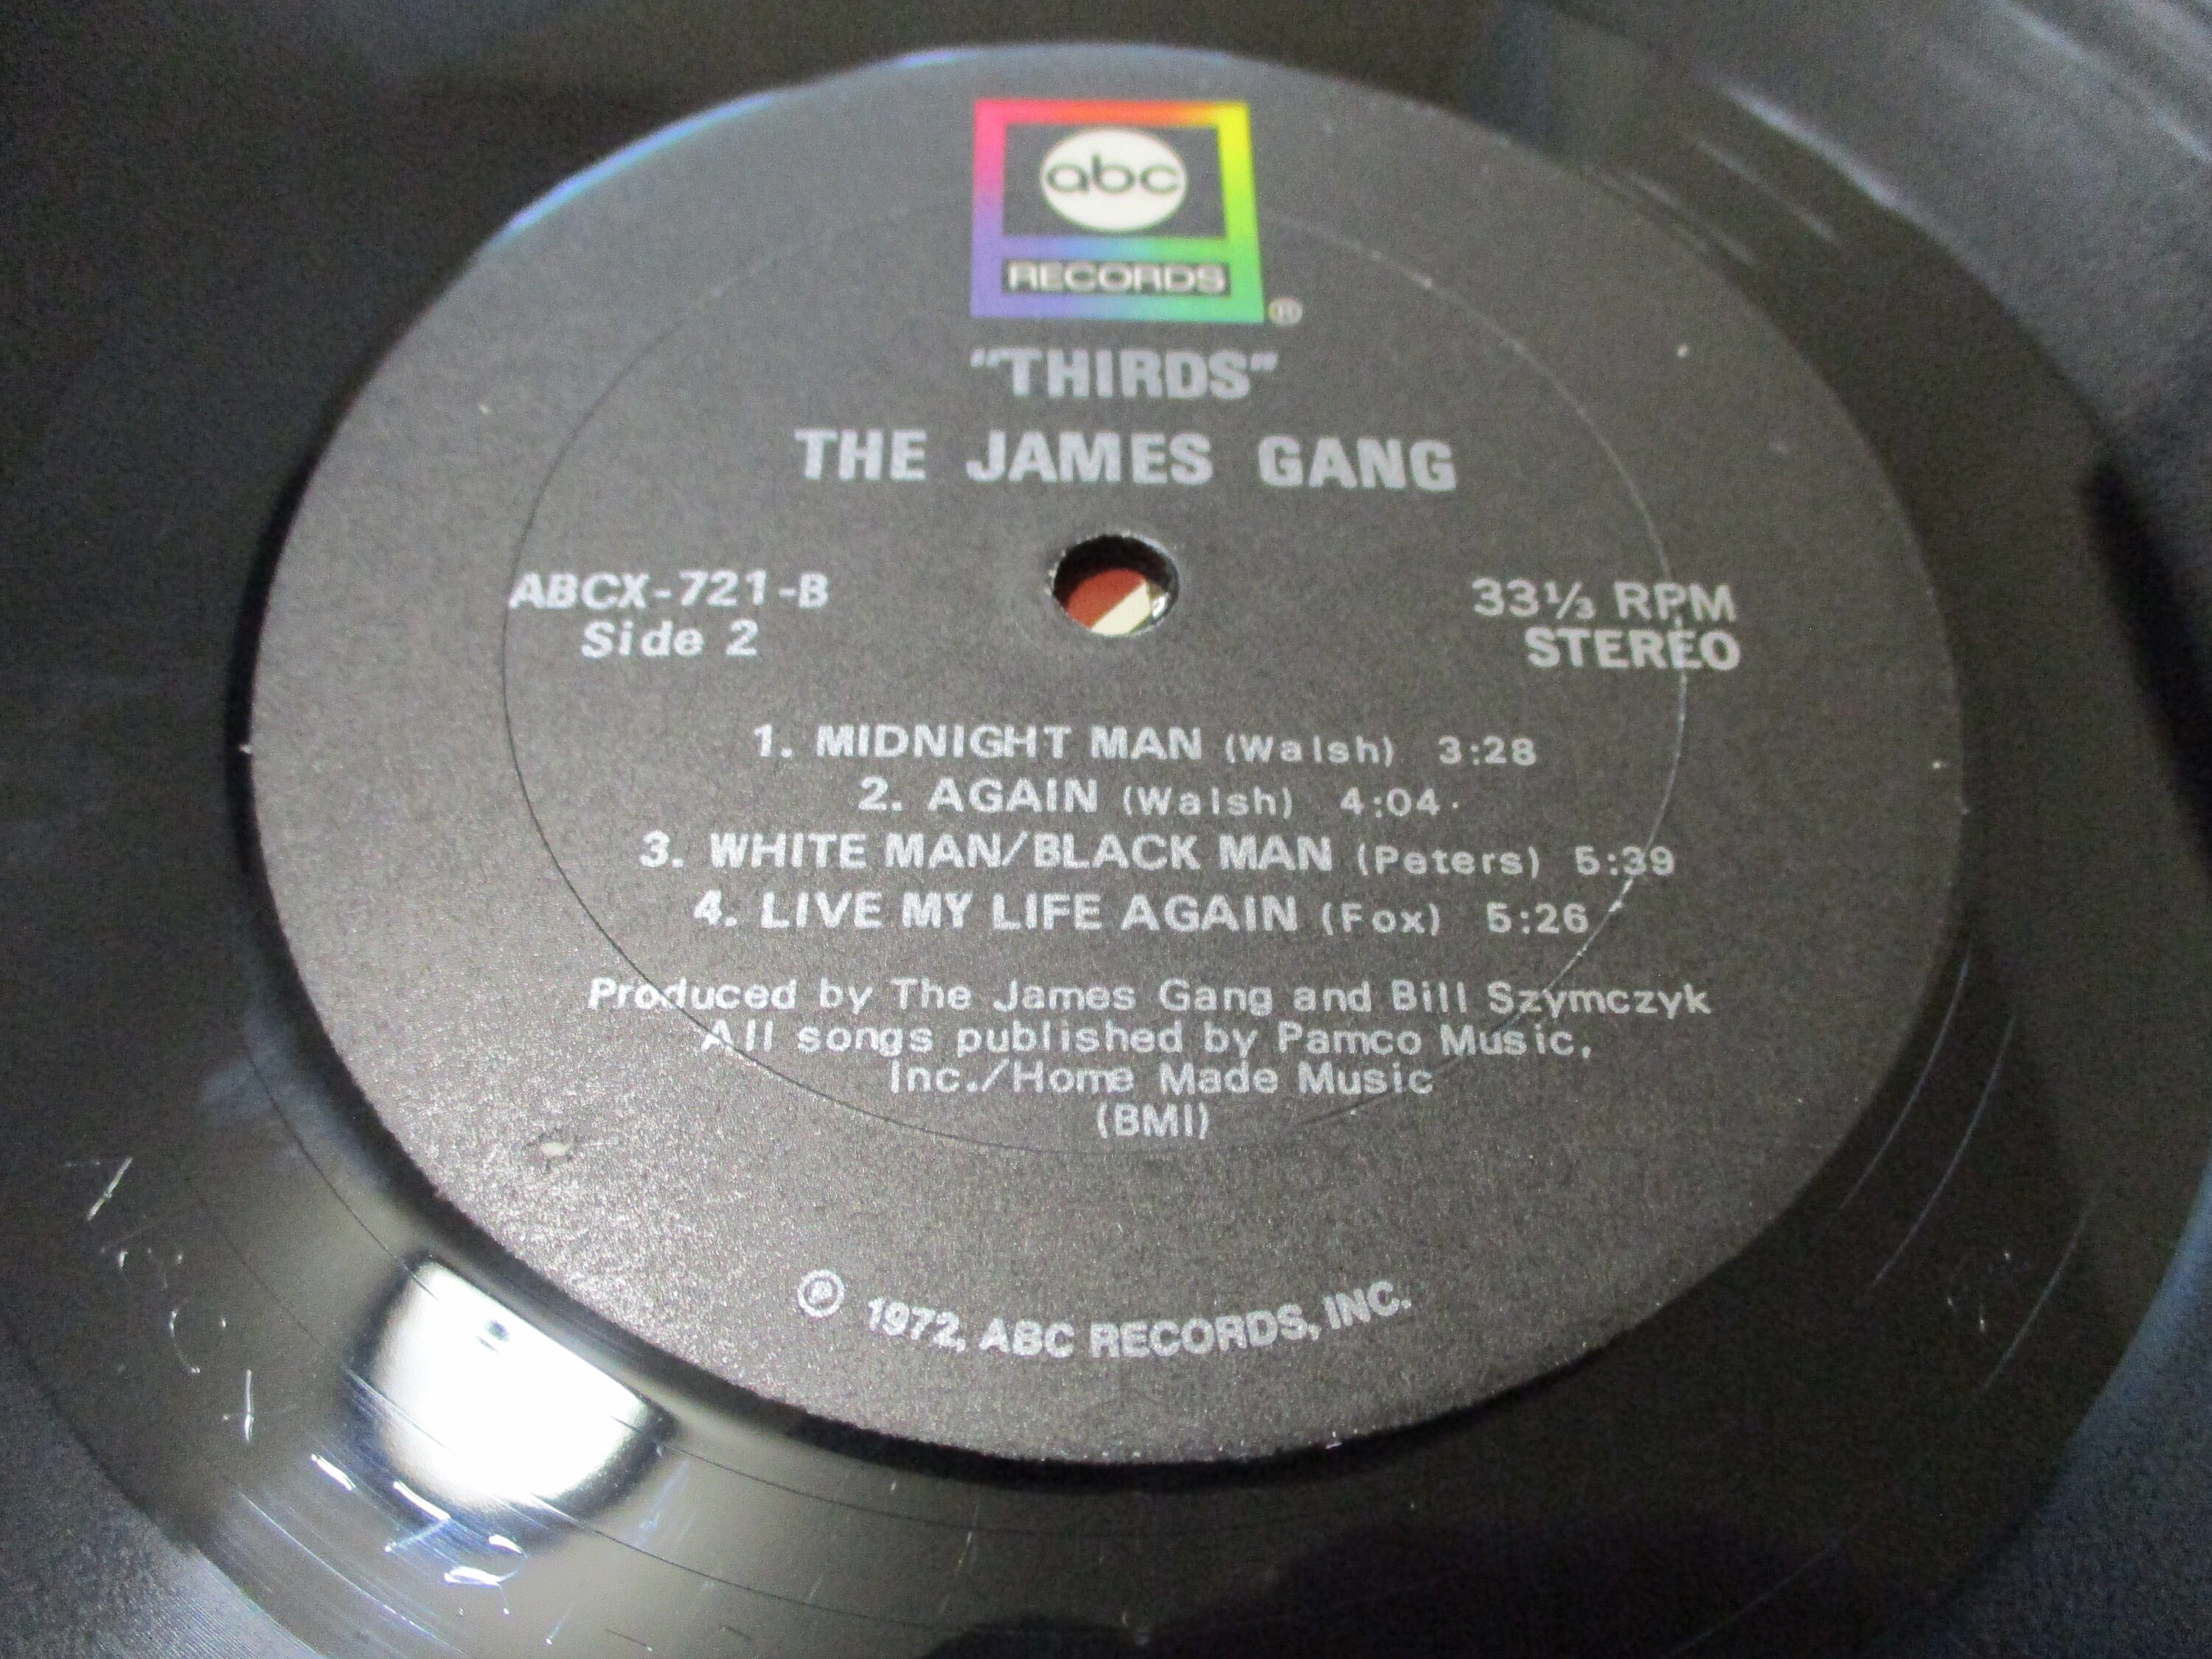 abc
RECORDS
®
"THIRDS"
THE JAMES GANG
ABCX-721-B
Side 2
33⅓ RPM
STEREO
1. MIDNIGHT MAN (Walsh) 3:28
2. AGAIN (Walsh) 4:04
3. WHITE MAN/BLACK MAN (Peters) 5:39
4. LIVE MY LIFE AGAIN (Fox) 5:26
Produced by The James Gang and Bill Szymczyk
All songs published by Pamco Music,
Inc./Home Made Music
(BMI)
℗ 1972, ABC RECORDS, INC.